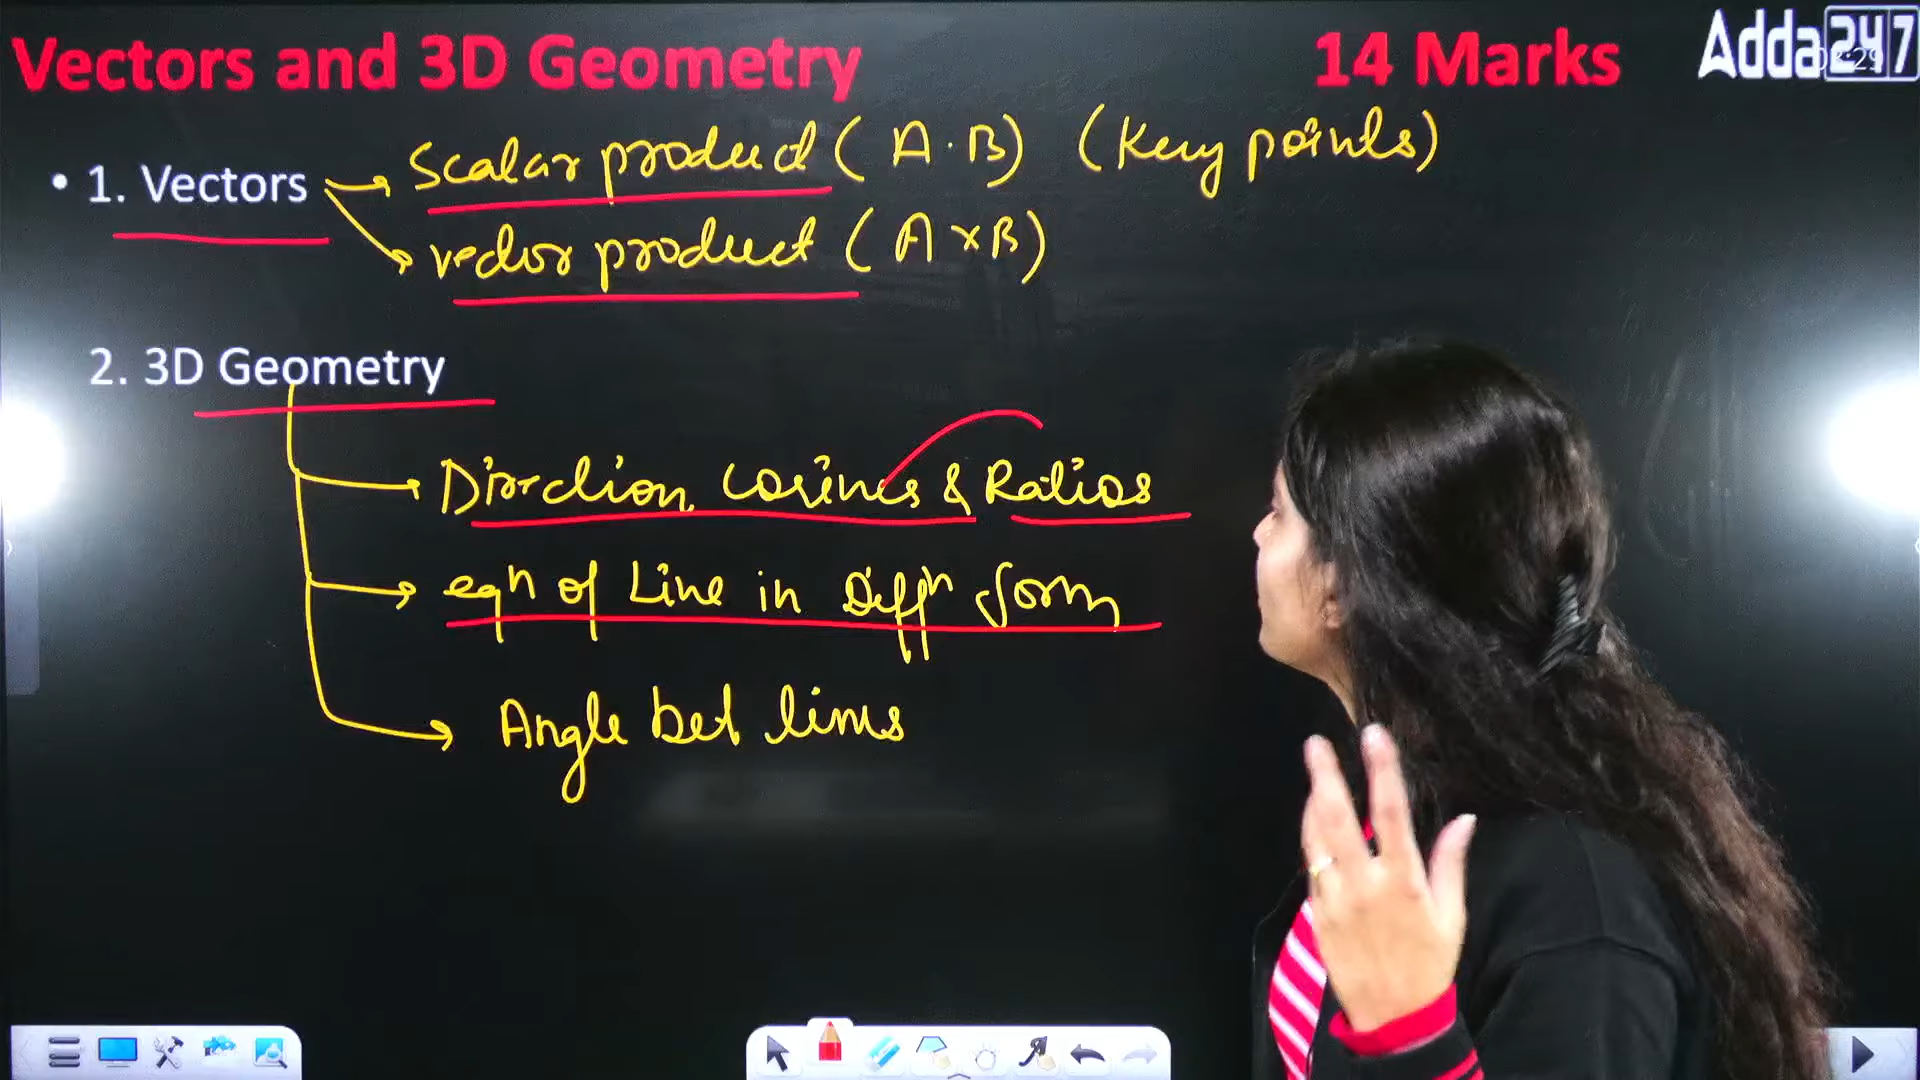 Vectors and 3D Geometry 14 Marks Adda247
• 1. Vectors → Scalar product (A·B) (Key points)
→ vector product (A×B)
2. 3D Geometry
→ Direction cosines & Ratios
→ eqn of Line in Diffn form
→ Angle bet lines